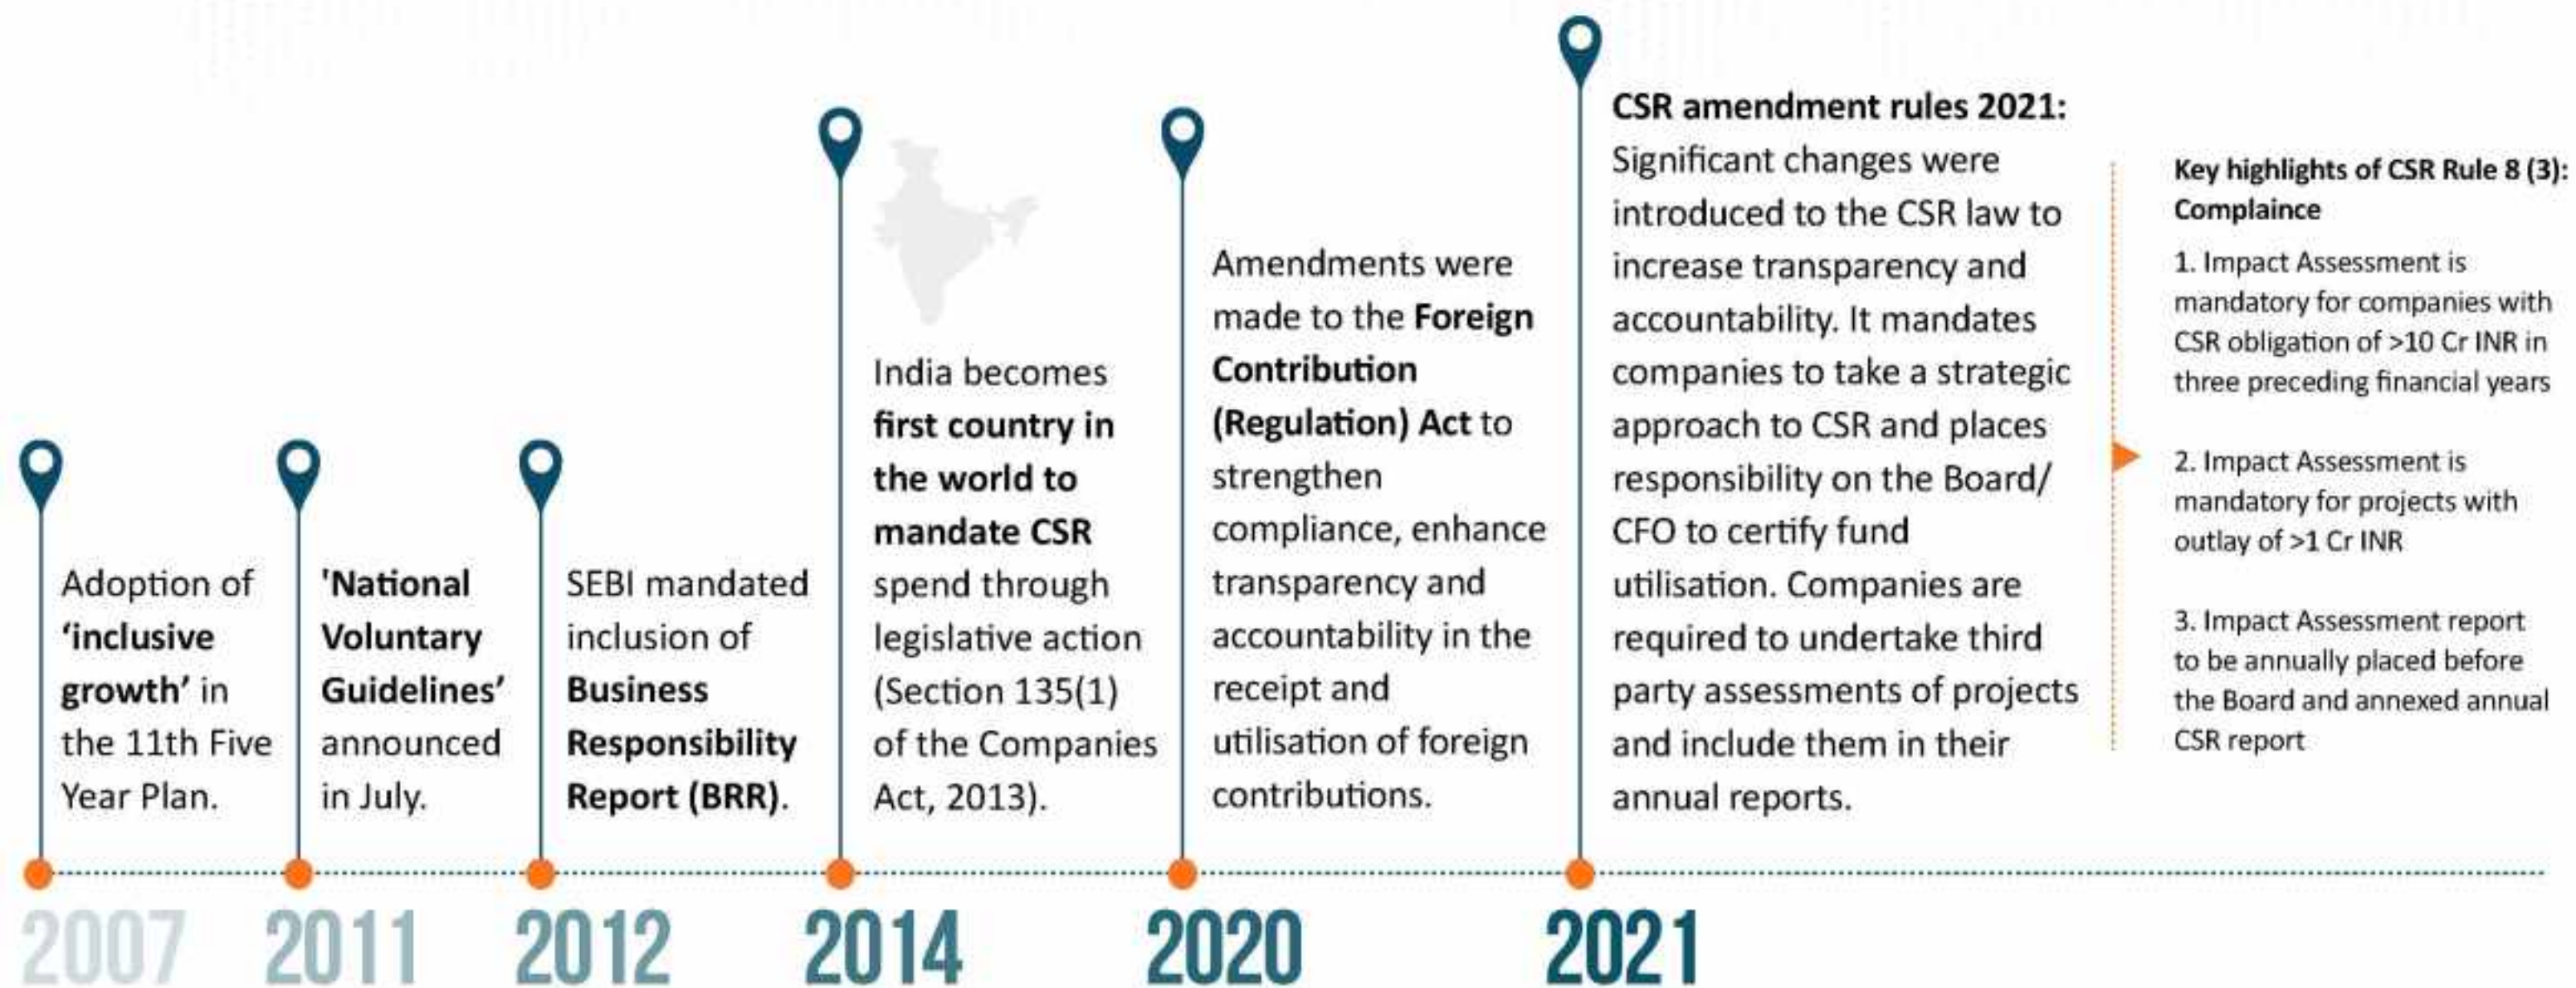 Adoption of
‘inclusive
growth’ in
the 11th Five
Year Plan.
2007
'National
Voluntary
Guidelines’
announced
in July.
2011
SEBI mandated
inclusion of
Business
Responsibility
Report (BRR).
2012
India becomes
first country in
the world to
mandate CSR
spend through
legislative action
(Section 135(1)
of the Companies
Act, 2013).
2014
Amendments were
made to the Foreign
Contribution
(Regulation) Act to
strengthen
compliance, enhance
transparency and
accountability in the
receipt and
utilisation of foreign
contributions.
2020
CSR amendment rules 2021:
Significant changes were
introduced to the CSR law to
increase transparency and
accountability. It mandates
companies to take a strategic
approach to CSR and places
responsibility on the Board/
CFO to certify fund
utilisation. Companies are
required to undertake third
party assessments of projects
and include them in their
annual reports.
2021
Key highlights of CSR Rule 8 (3):
Complaince
1. Impact Assessment is
mandatory for companies with
CSR obligation of >10 Cr INR in
three preceding financial years
2. Impact Assessment is
mandatory for projects with
outlay of >1 Cr INR
3. Impact Assessment report
to be annually placed before
the Board and annexed annual
CSR report